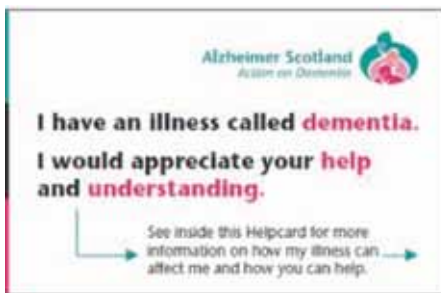 Alzheimer Scotland
Action on Dementia
I have an illness called dementia.
I would appreciate your help
and understanding.
See inside this Helpcard for more
information on how my illness can
affect me and how you can help.